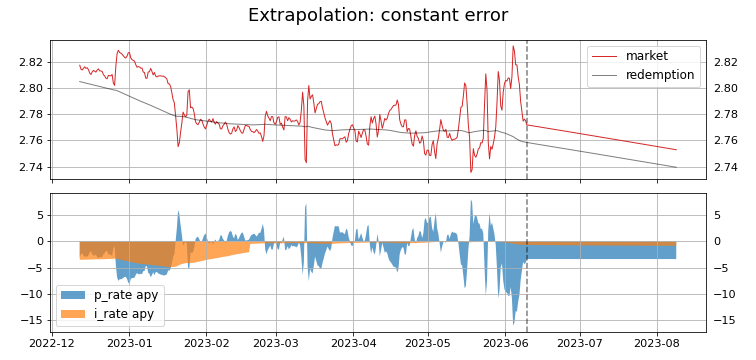 Extrapolation: constant error
2.82 2.82
market
2.80 2.80
redemption
2.78 2.78
2.76 2.76
2.74 2.74
5 5
0 0
−5 −5
p_rate apy
−10 −10
i_rate apy
−15 −15
2022-12 2023-01 2023-02 2023-03 2023-04 2023-05 2023-06 2023-07 2023-08